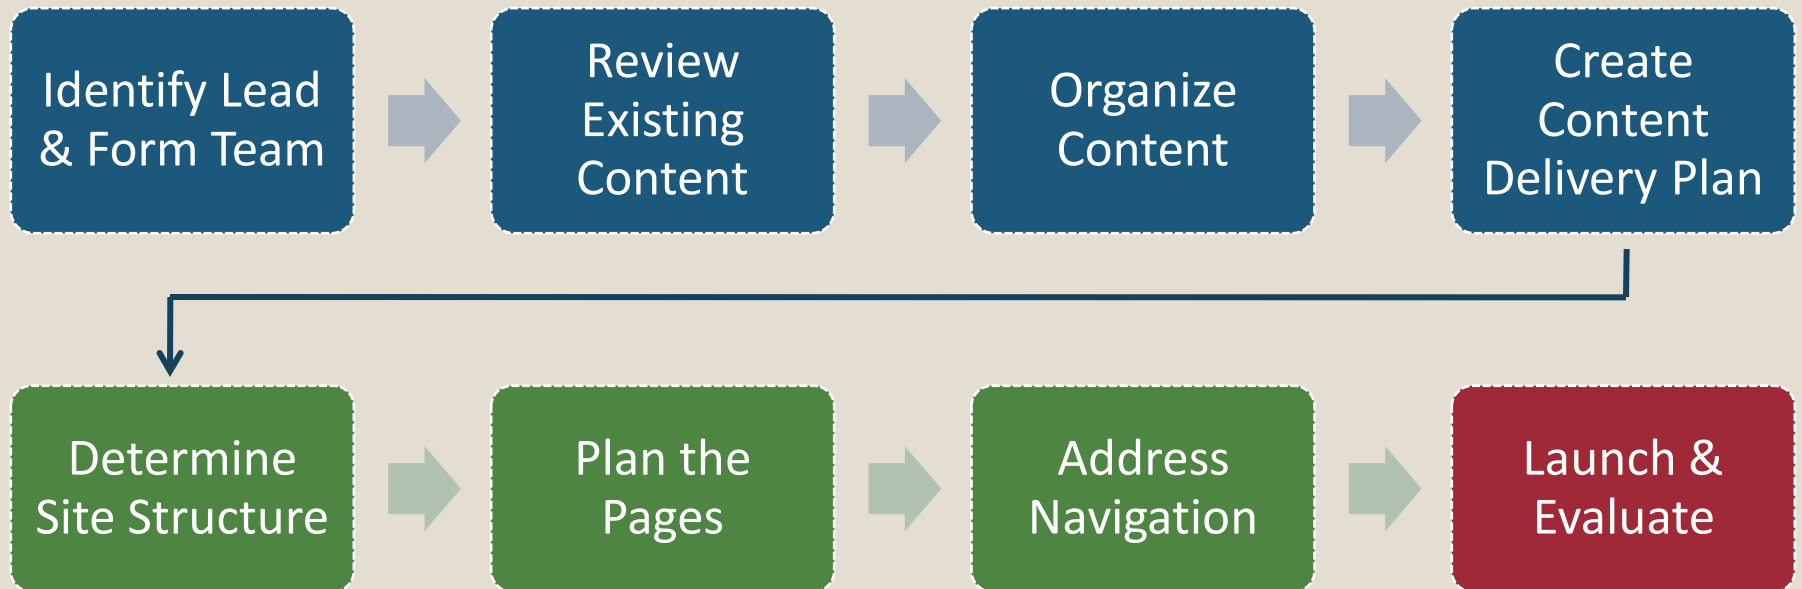 Identify Lead
& Form Team
Review
Existing
Content
Organize
Content
Create
Content
Delivery Plan
Determine
Site Structure
Plan the
Pages
Address
Navigation
Launch &
Evaluate